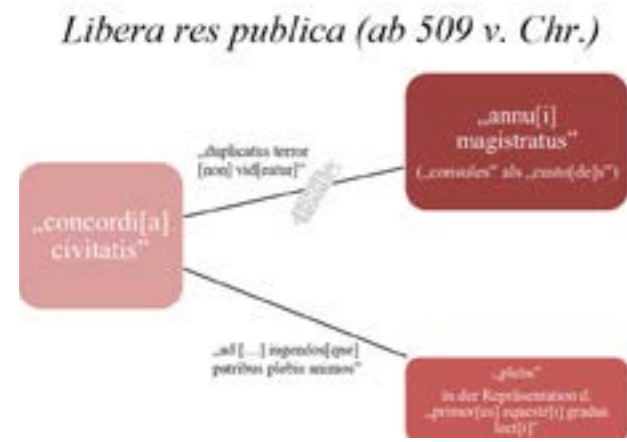 Libera res publica (ab 509 v. Chr.)
„annu[i]
magistratus”
(„consules” als „custo[de]s”)
„duplicatus terror
[non] vid[eatur]”
„concordi[a]
civitatis”
„ad […] iungendos[que]
patribus plebis animos”
„plebs”
in der Repräsentation d.
„primor[es] equestr[i] gradus
lect[i]”